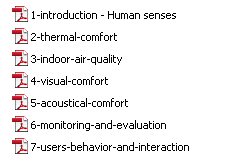 1-introduction - Human senses
2-thermal-comfort
3-indoor-air-quality
4-visual-comfort
5-acoustical-comfort
6-monitoring-and-evaluation
7-users-behavior-and-interaction